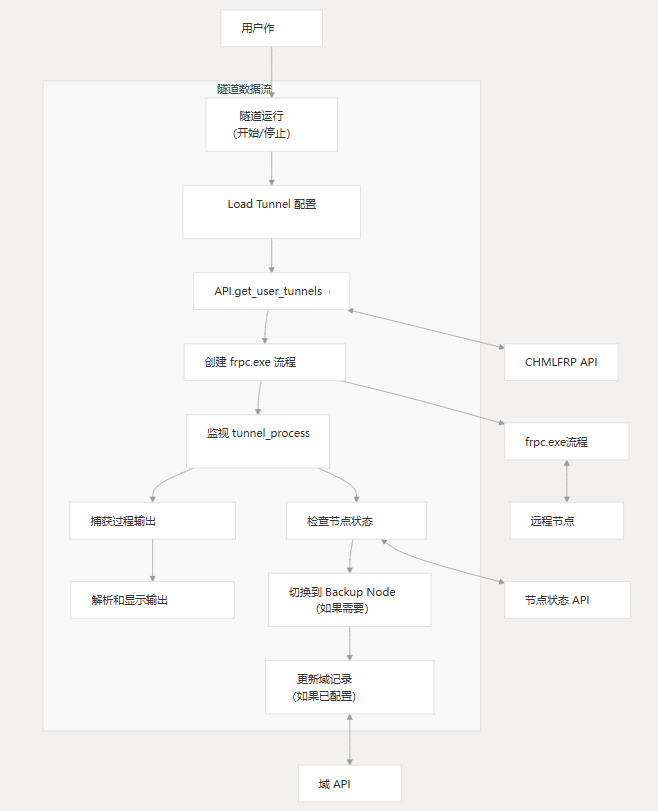 用户作
隧道数据流
隧道运行
(开始/停止)
Load Tunnel 配置
API.get_user_tunnels
CHMLFRP API
创建 frpc.exe 流程
监视 tunnel_process
frpc.exe流程
捕获过程输出
检查节点状态
远程节点
解析和显示输出
切换到 Backup Node
(如果需要)
节点状态 API
更新域记录
(如果已配置)
域 API